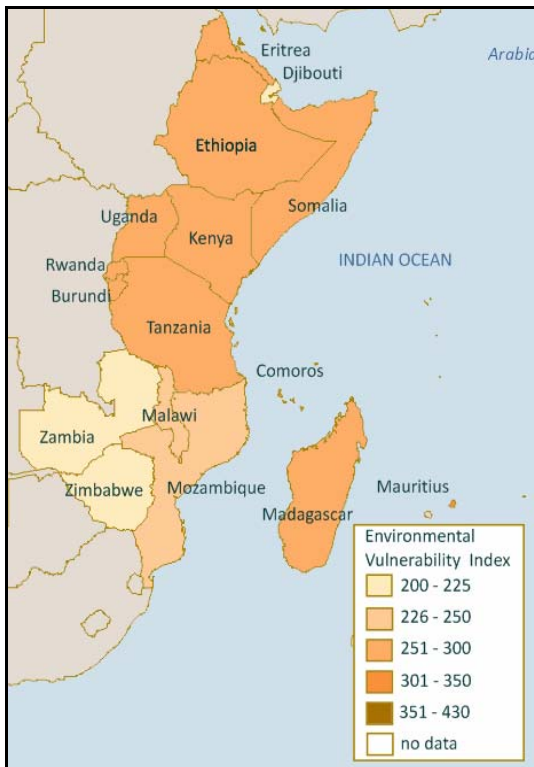 Eritrea
Arabia
Djibouti
Ethiopia
Somalia
Uganda
Kenya
INDIAN OCEAN
Rwanda
Burundi
Tanzania
Comoros
Malawi
Zambia
Zimbabwe
Mozambique
Mauritius
Madagascar
Environmental
Vulnerability Index
200 - 225
226 - 250
251 - 300
301 - 350
351 - 430
no data